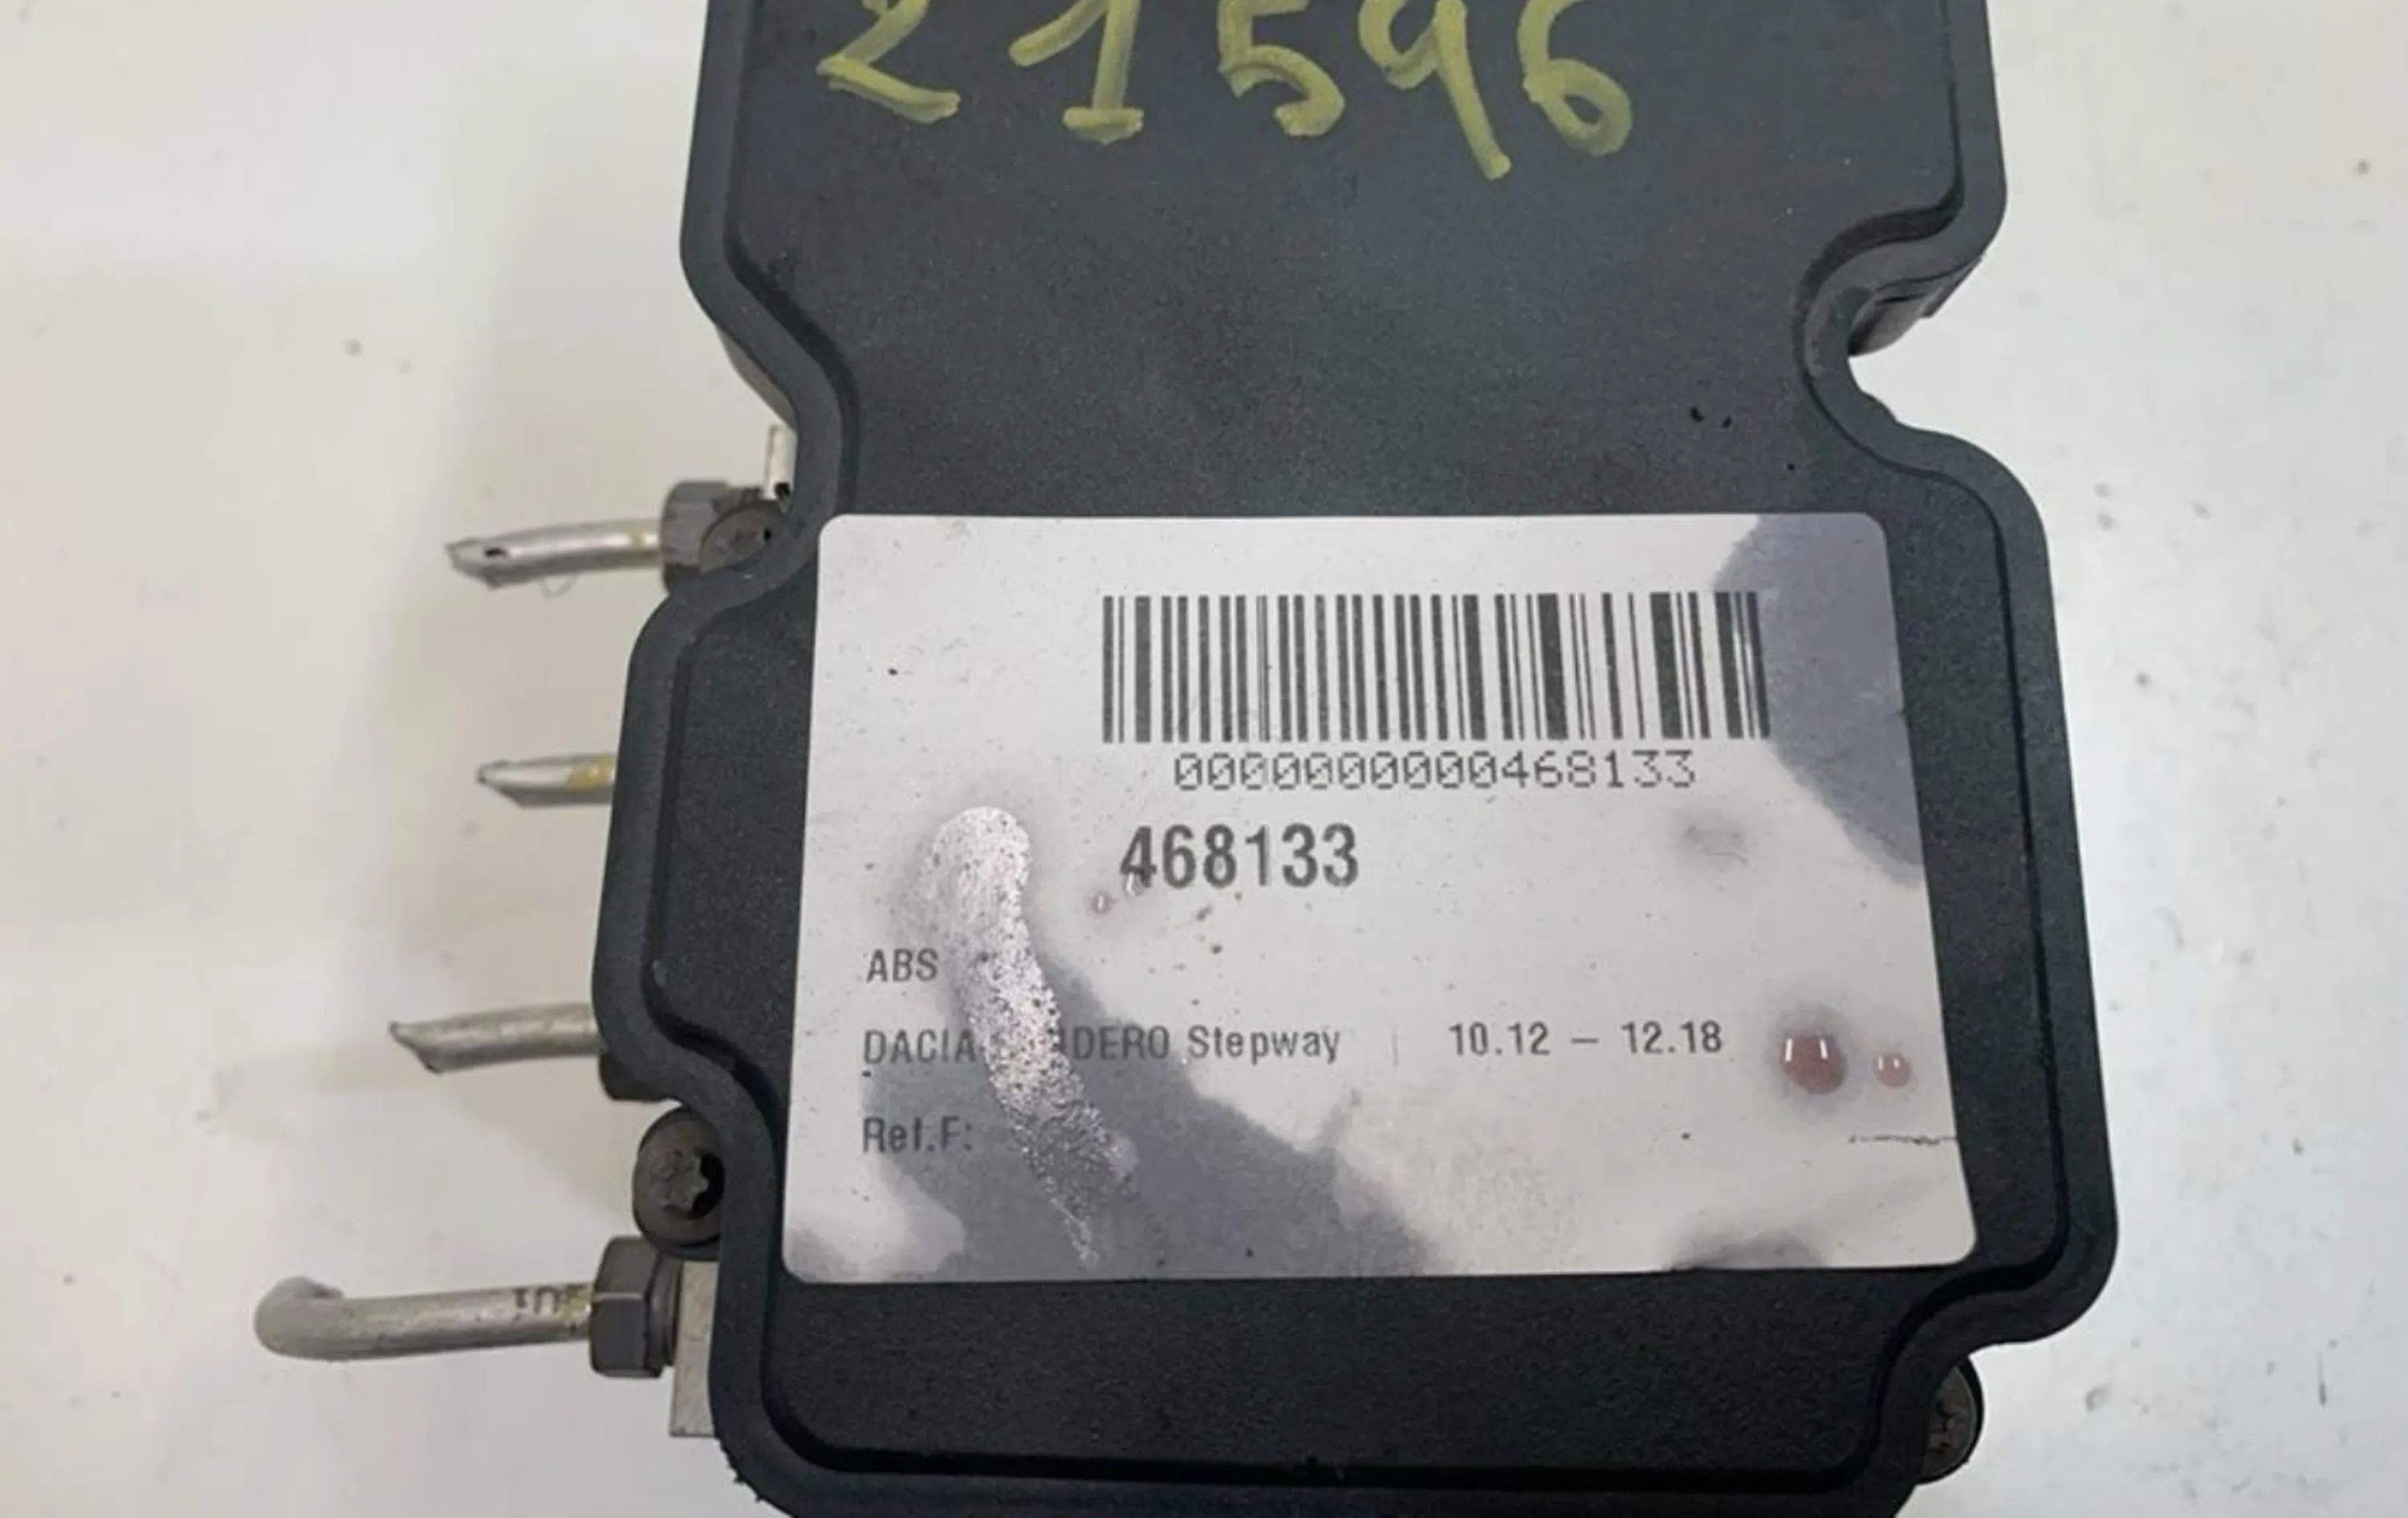 21596
0000000000468133
468133
ABS
DACIA Stepway | 10.12 - 12.18
Ref.F: